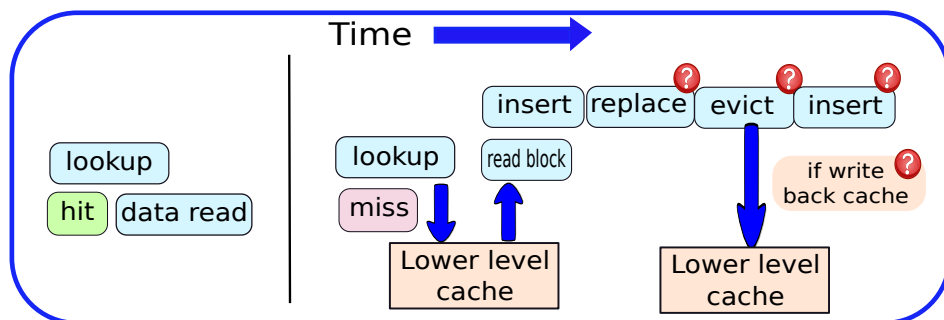 Time
lookup
hit
data read
lookup
miss
read block
insert
replace
?
evict
?
insert
?
if write
back cache
?
Lower level
cache
Lower level
cache